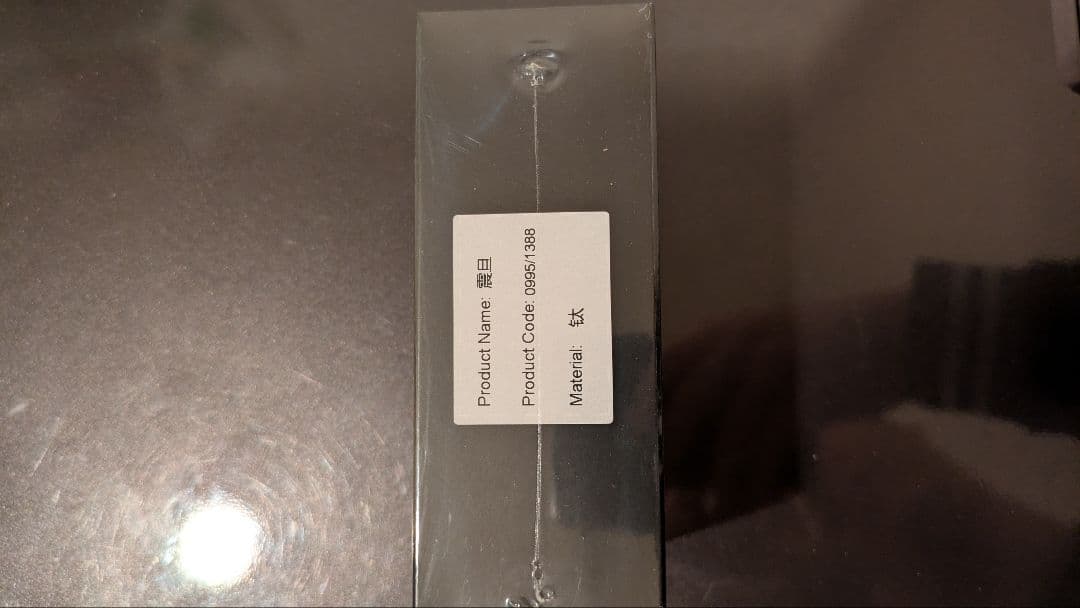 Product Name: 震旦
Product Code: 0995/1388
Material: 钛